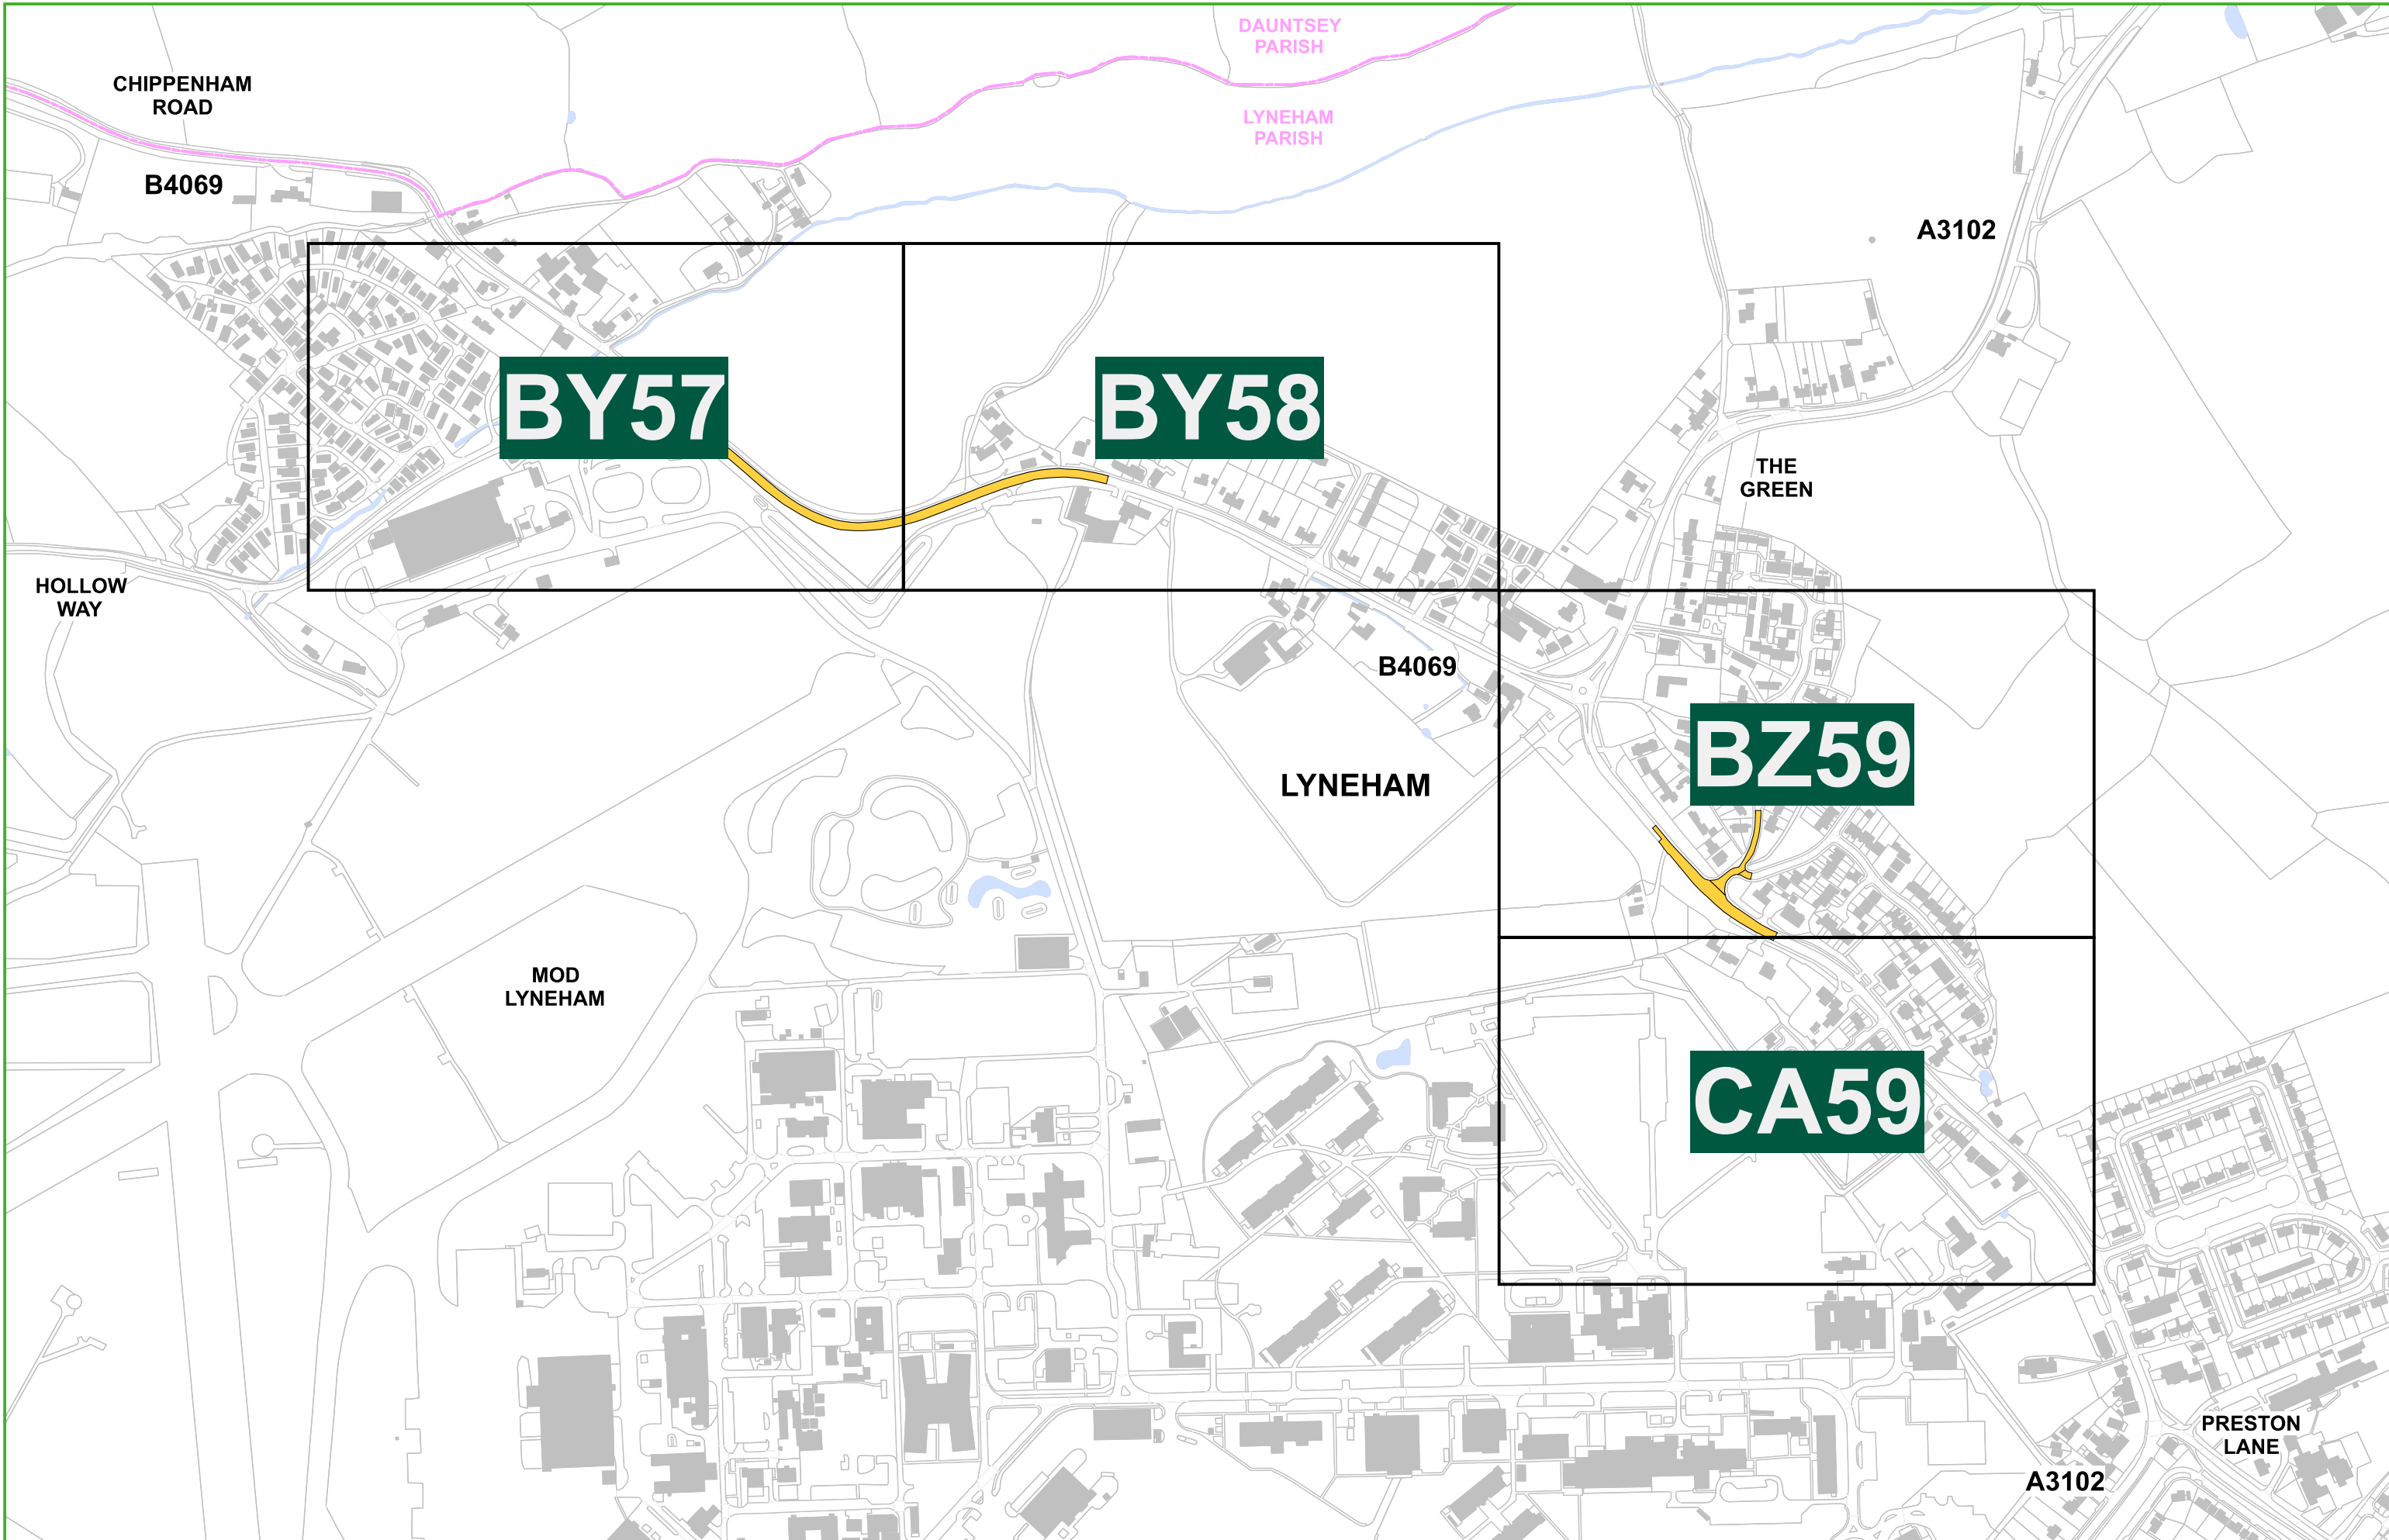 DAUNTSEY
PARISH
CHIPPENHAM
ROAD
LYNEHAM
PARISH
B4069
A3102
BY57
BY58
THE
GREEN
HOLLOW
WAY
B4069
BZ59
LYNEHAM
MOD
LYNEHAM
CA59
PRESTON
LANE
A3102